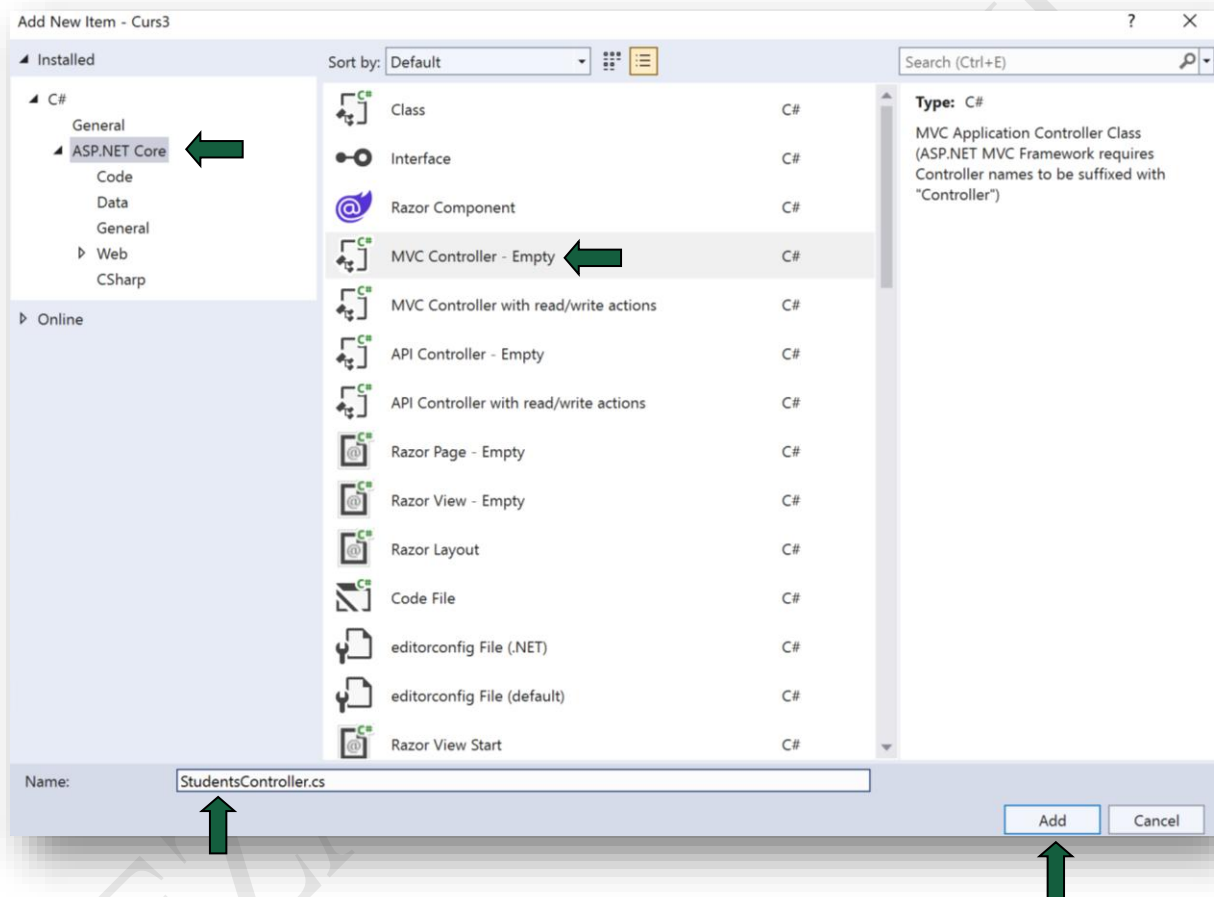 Add New Item - Curs3
?
Installed
Sort by: Default
Search (Ctrl+E)
C#
General
ASP.NET Core
Code
Data
General
Web
CSharp
Online
Class C#
Interface C#
Razor Component C#
MVC Controller - Empty C#
MVC Controller with read/write actions C#
API Controller - Empty C#
API Controller with read/write actions C#
Razor Page - Empty C#
Razor View - Empty C#
Razor Layout C#
Code File C#
editorconfig File (.NET) C#
editorconfig File (default) C#
Razor View Start C#
Type: C#
MVC Application Controller Class
(ASP.NET MVC Framework requires
Controller names to be suffixed with
"Controller")
Name: StudentsController.cs
Add Cancel